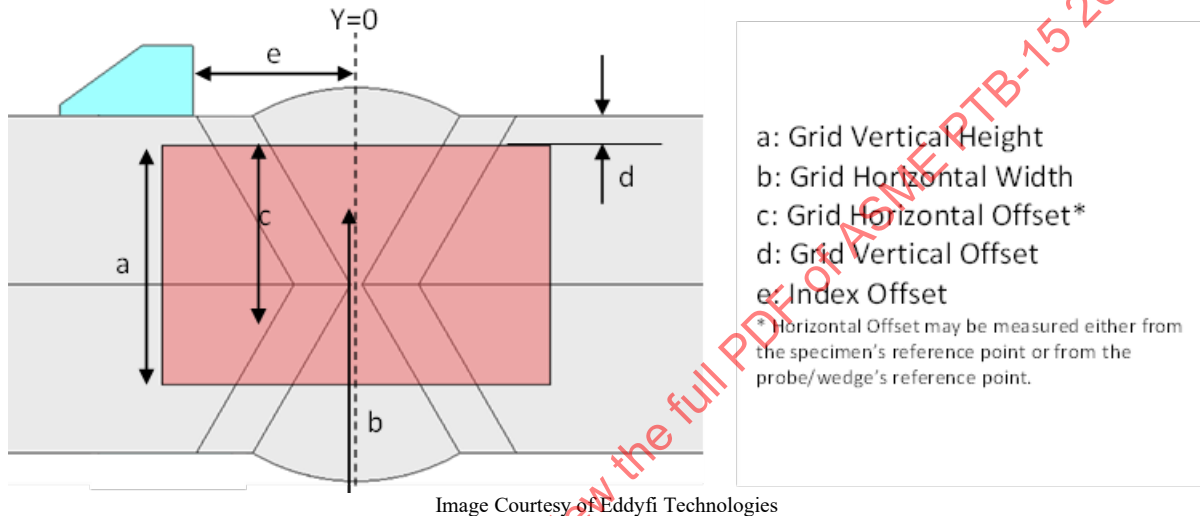 Y=0
e
d
c
a
b
a: Grid Vertical Height
b: Grid Horizontal Width
c: Grid Horizontal Offset*
d: Grid Vertical Offset
e: Index Offset
* Horizontal Offset may be measured either from
the specimen's reference point or from the
probe/wedge's reference point.
Image Courtesy of Eddyfi Technologies
the full PDF of ASME PTB-15